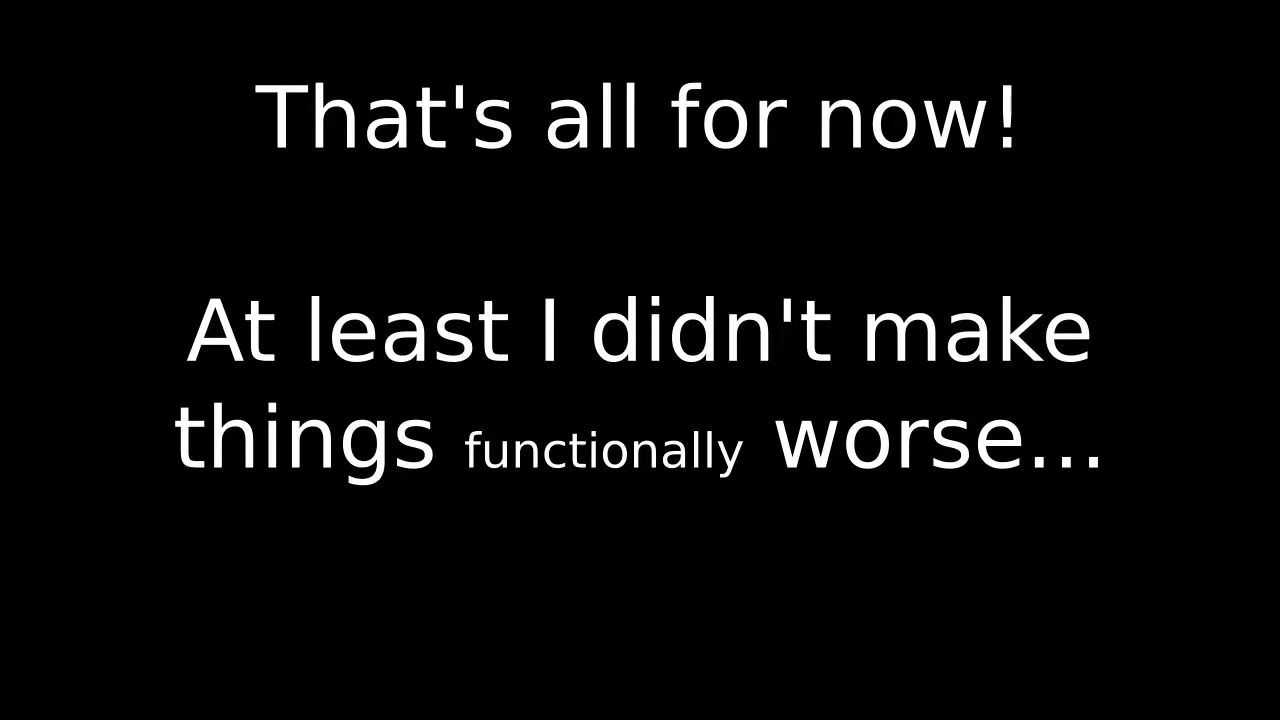 That's all for now!
At least I didn't make
things functionally worse...